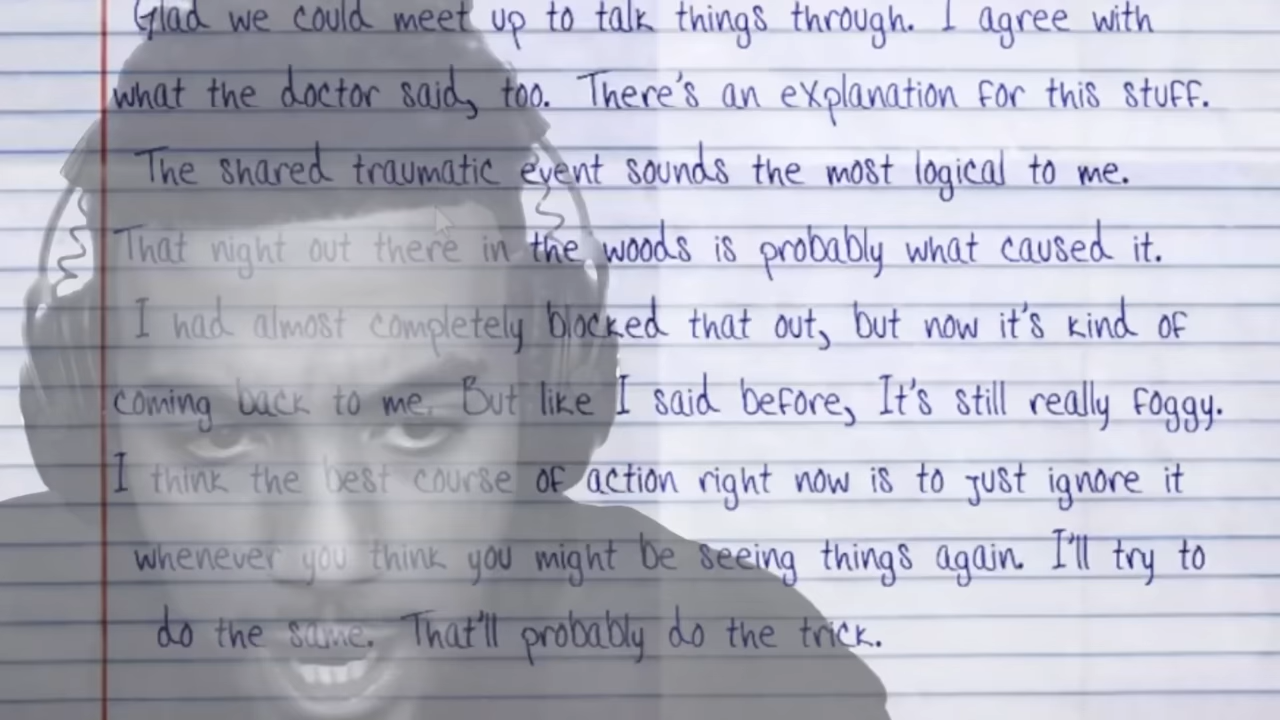 Glad we could meet up to talk things through. I agree with
what the doctor said, too. There's an explanation for this stuff.
The shared traumatic event sounds the most logical to me.
That night out there in the woods is probably what caused it.
I had almost completely blocked that out, but now it's kind of
coming back to me. But like I said before, It's still really foggy.
I think the best course of action right now is to just ignore it
whenever you think you might be seeing things again. I'll try to
do the same. That'll probably do the trick.